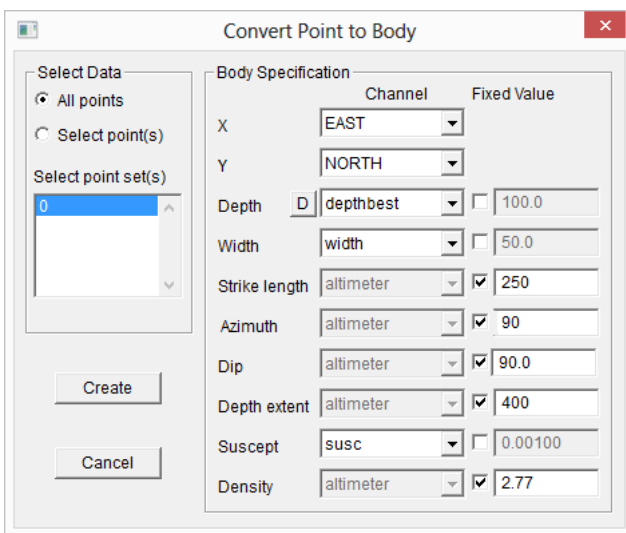 Convert Point to Body
Select Data
All points
Select point(s)
Select point set(s)
0
Create
Cancel
Body Specification
Channel Fixed Value
X EAST
Y NORTH
Depth D depthbest 100.0
Width width 50.0
Strike length altimeter 250
Azimuth altimeter 90
Dip altimeter 90.0
Depth extent altimeter 400
Suscept susc 0.00100
Density altimeter 2.77